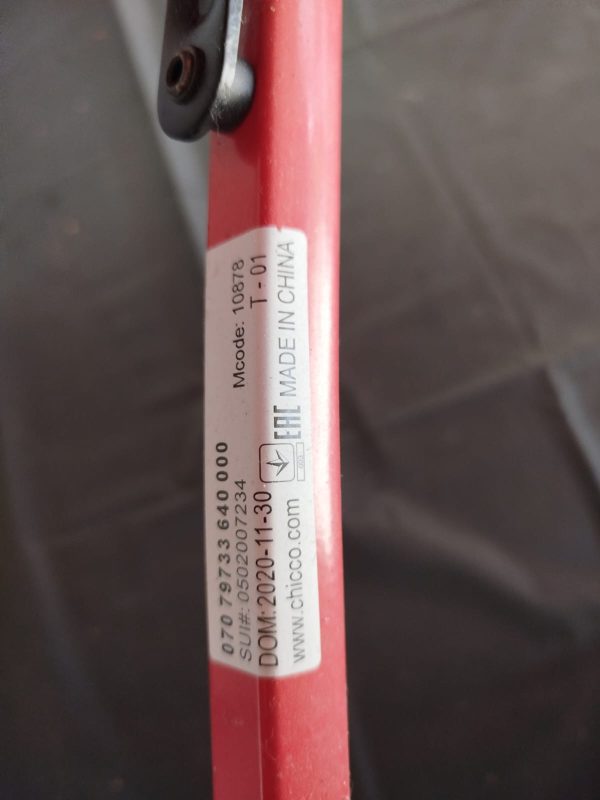 070 79733 640 000
SUI#: 0502007234 Mcode: 10878
DOM: 2020-11-30 T - 01
EAC MADE IN CHINA
www.chicco.com